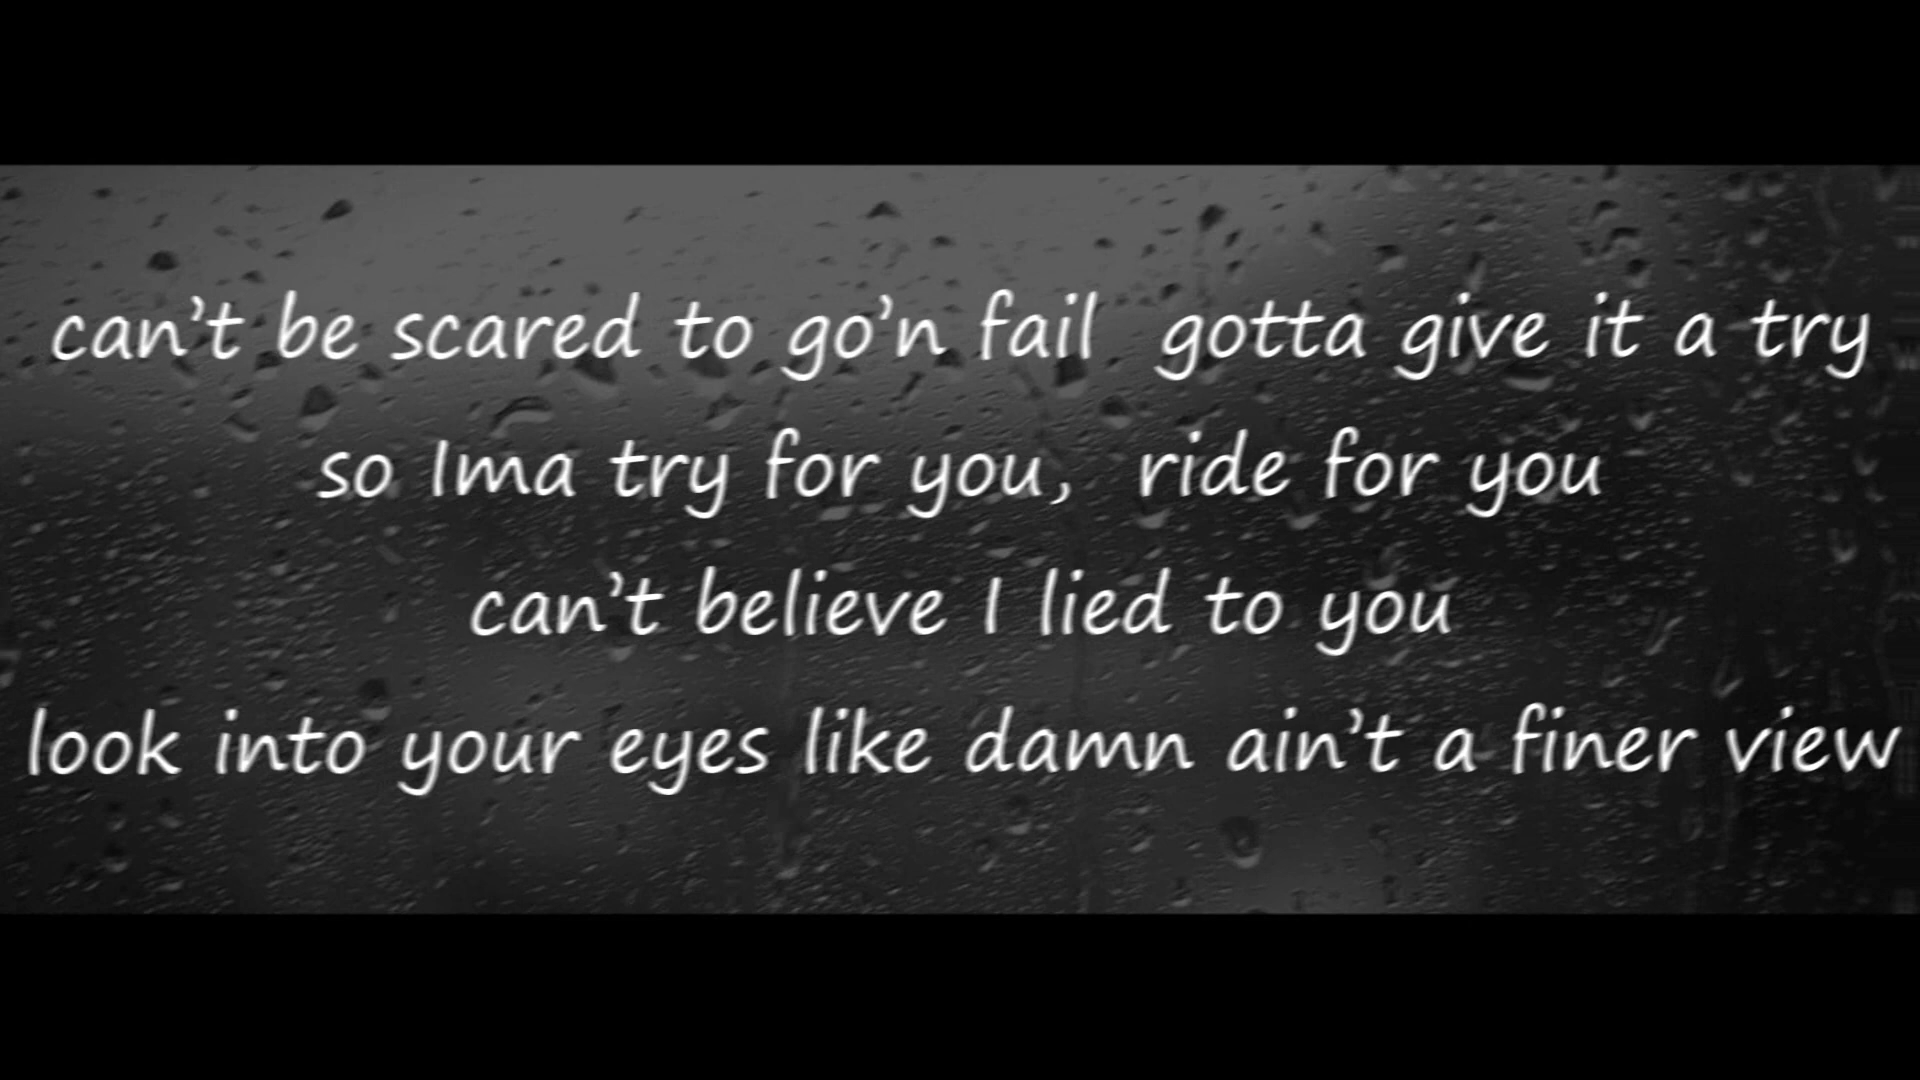 can’t be scared to go’n fail gotta give it a try
so Ima try for you, ride for you
can’t believe I lied to you
look into your eyes like damn ain’t a finer view